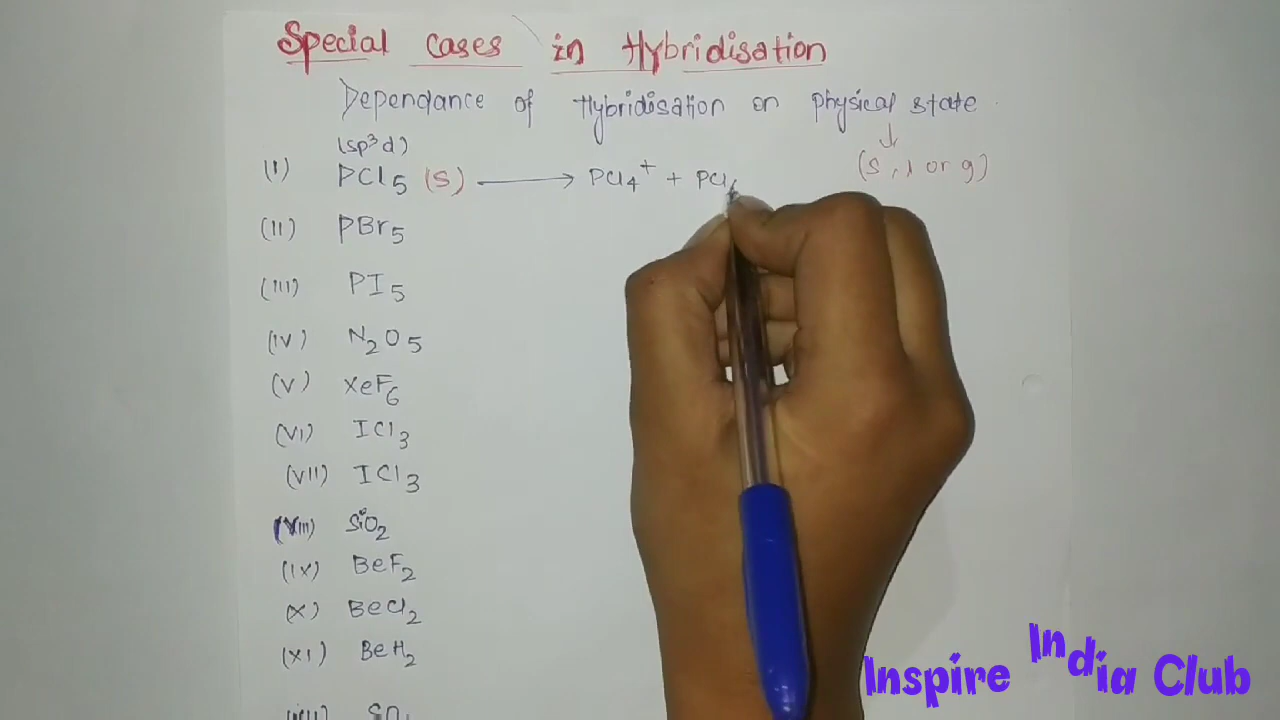 Special cases in Hybridisation
Dependance of Hybridisation on physical state
(sp³d)
(S, l or g)
(I) PCl5 (S) → PCl4+ + PCl6
(II) PBr5
(III) PI5
(IV) N2O5
(V) XeF6
(VI) ICl3
(VII) ICl3
(VIII) SiO2
(IX) BeF2
(X) BeCl2
(XI) BeH2
Inspire India Club